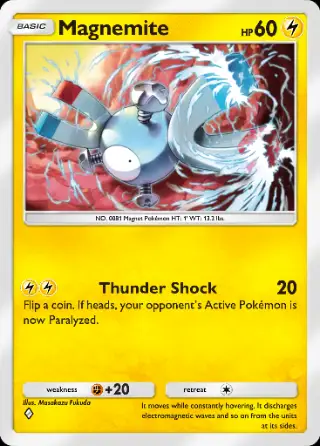 BASIC Magnemite HP 60
NO. 0081 Magnet Pokémon HT: 1' WT: 13.2 lbs.
Thunder Shock 20
Flip a coin. If heads, your opponent's Active Pokémon
is now Paralyzed.
weakness +20 retreat
Illus. Masakazu Fukuda
It moves while constantly hovering. It discharges
electromagnetic waves and so on from the units
at its sides.